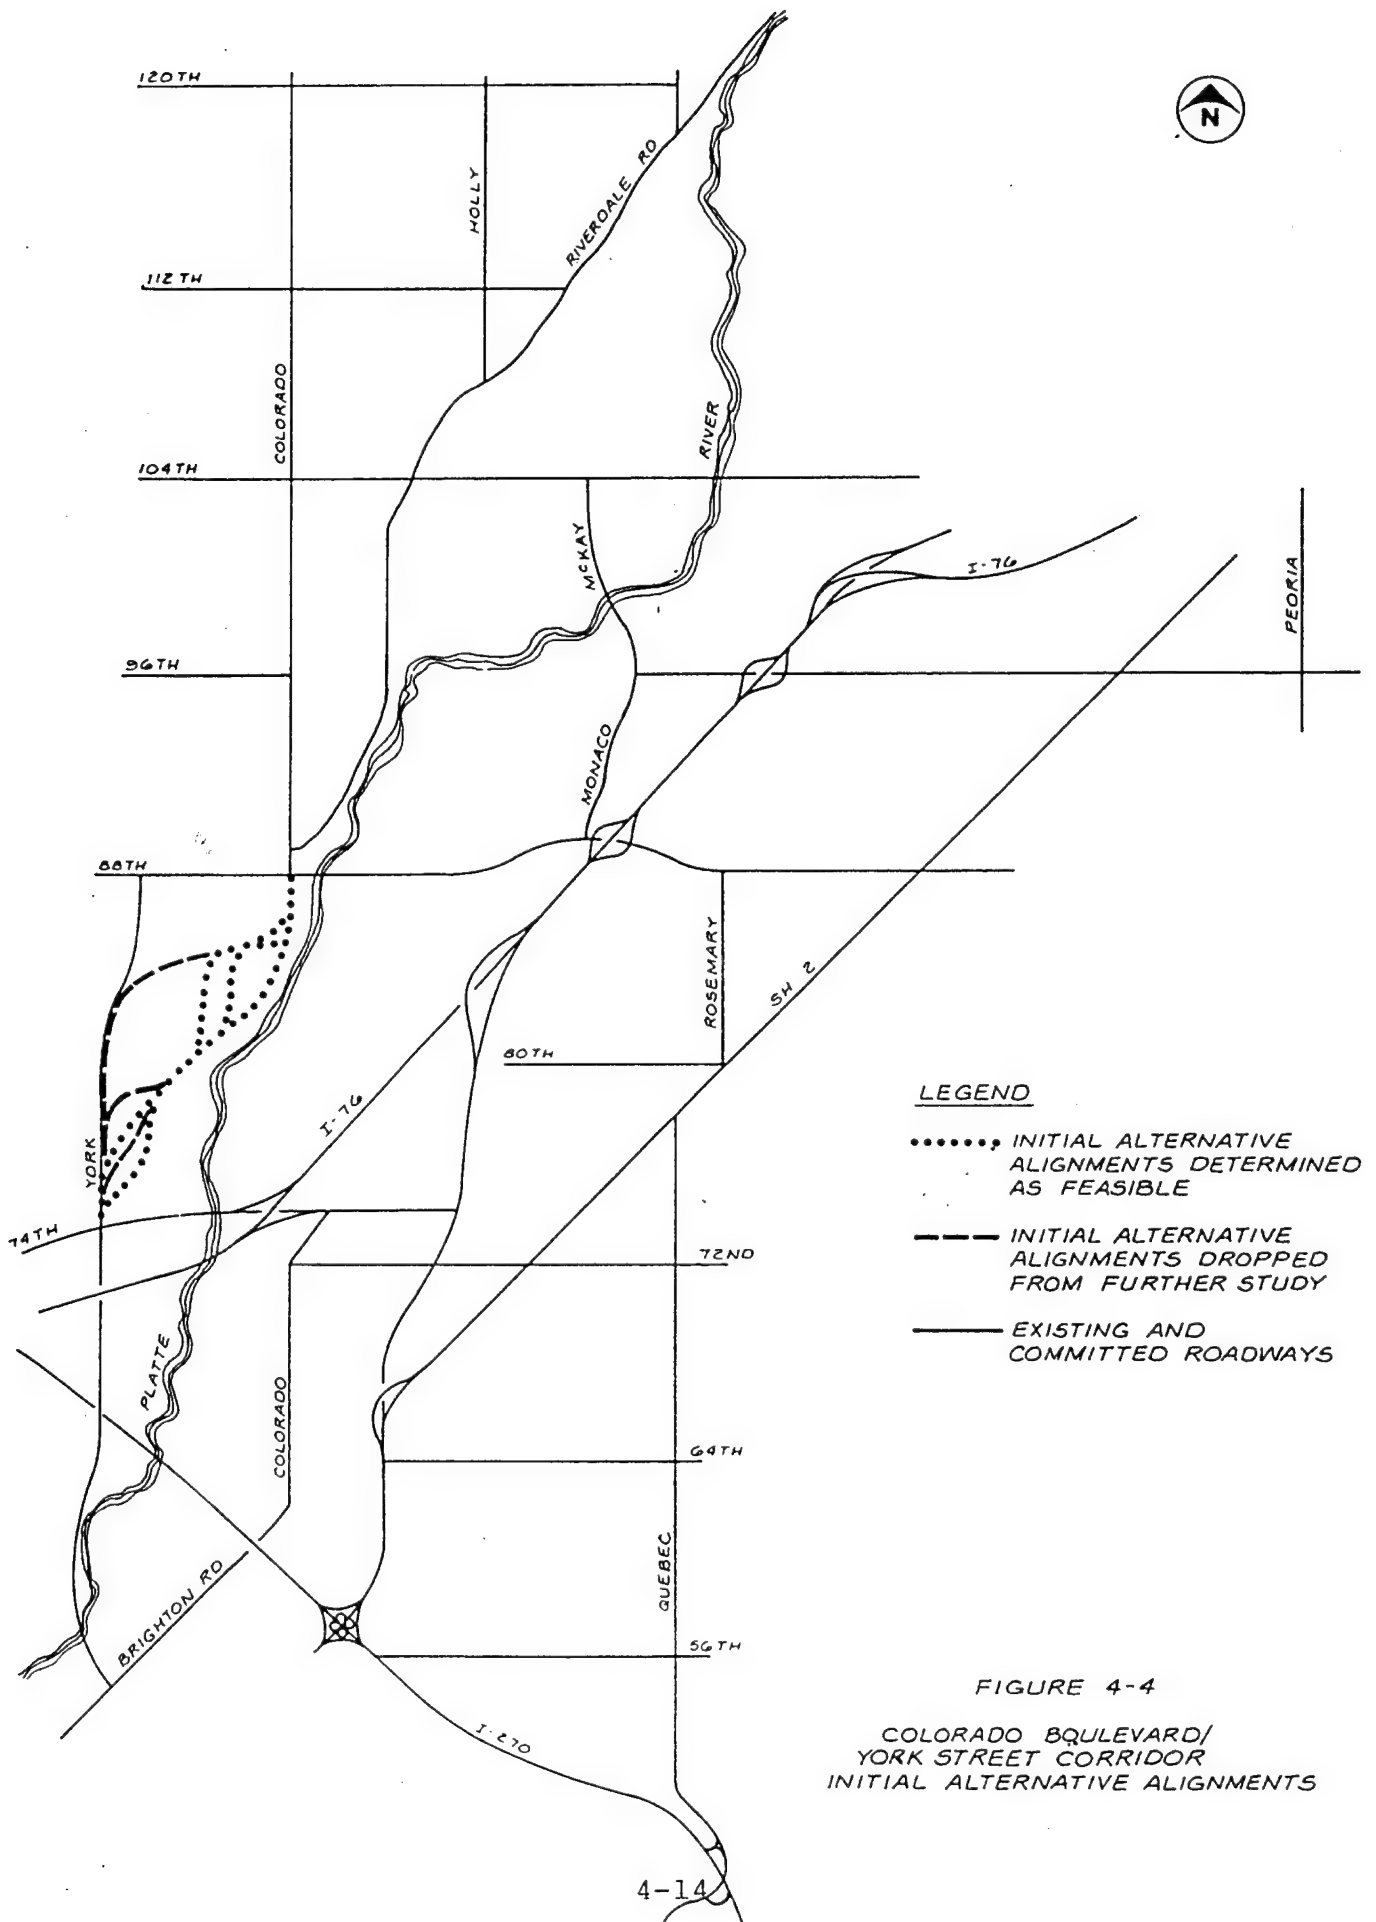 120TH
N
HOLLY
RIVERDALE RD
112TH
COLORADO
RIVER
104TH
McKAY
I-76
PEORIA
96TH
MONACO
88TH
ROSEMARY
SH 2
80TH
I-76
YORK
LEGEND
INITIAL ALTERNATIVE
ALIGNMENTS DETERMINED
AS FEASIBLE
INITIAL ALTERNATIVE
ALIGNMENTS DROPPED
FROM FURTHER STUDY
EXISTING AND
COMMITTED ROADWAYS
74TH
72ND
PLATTE
COLORADO
64TH
QUEBEC
BRIGHTON RD
56TH
I-270
FIGURE 4-4
COLORADO BOULEVARD/
YORK STREET CORRIDOR
INITIAL ALTERNATIVE ALIGNMENTS
4-14